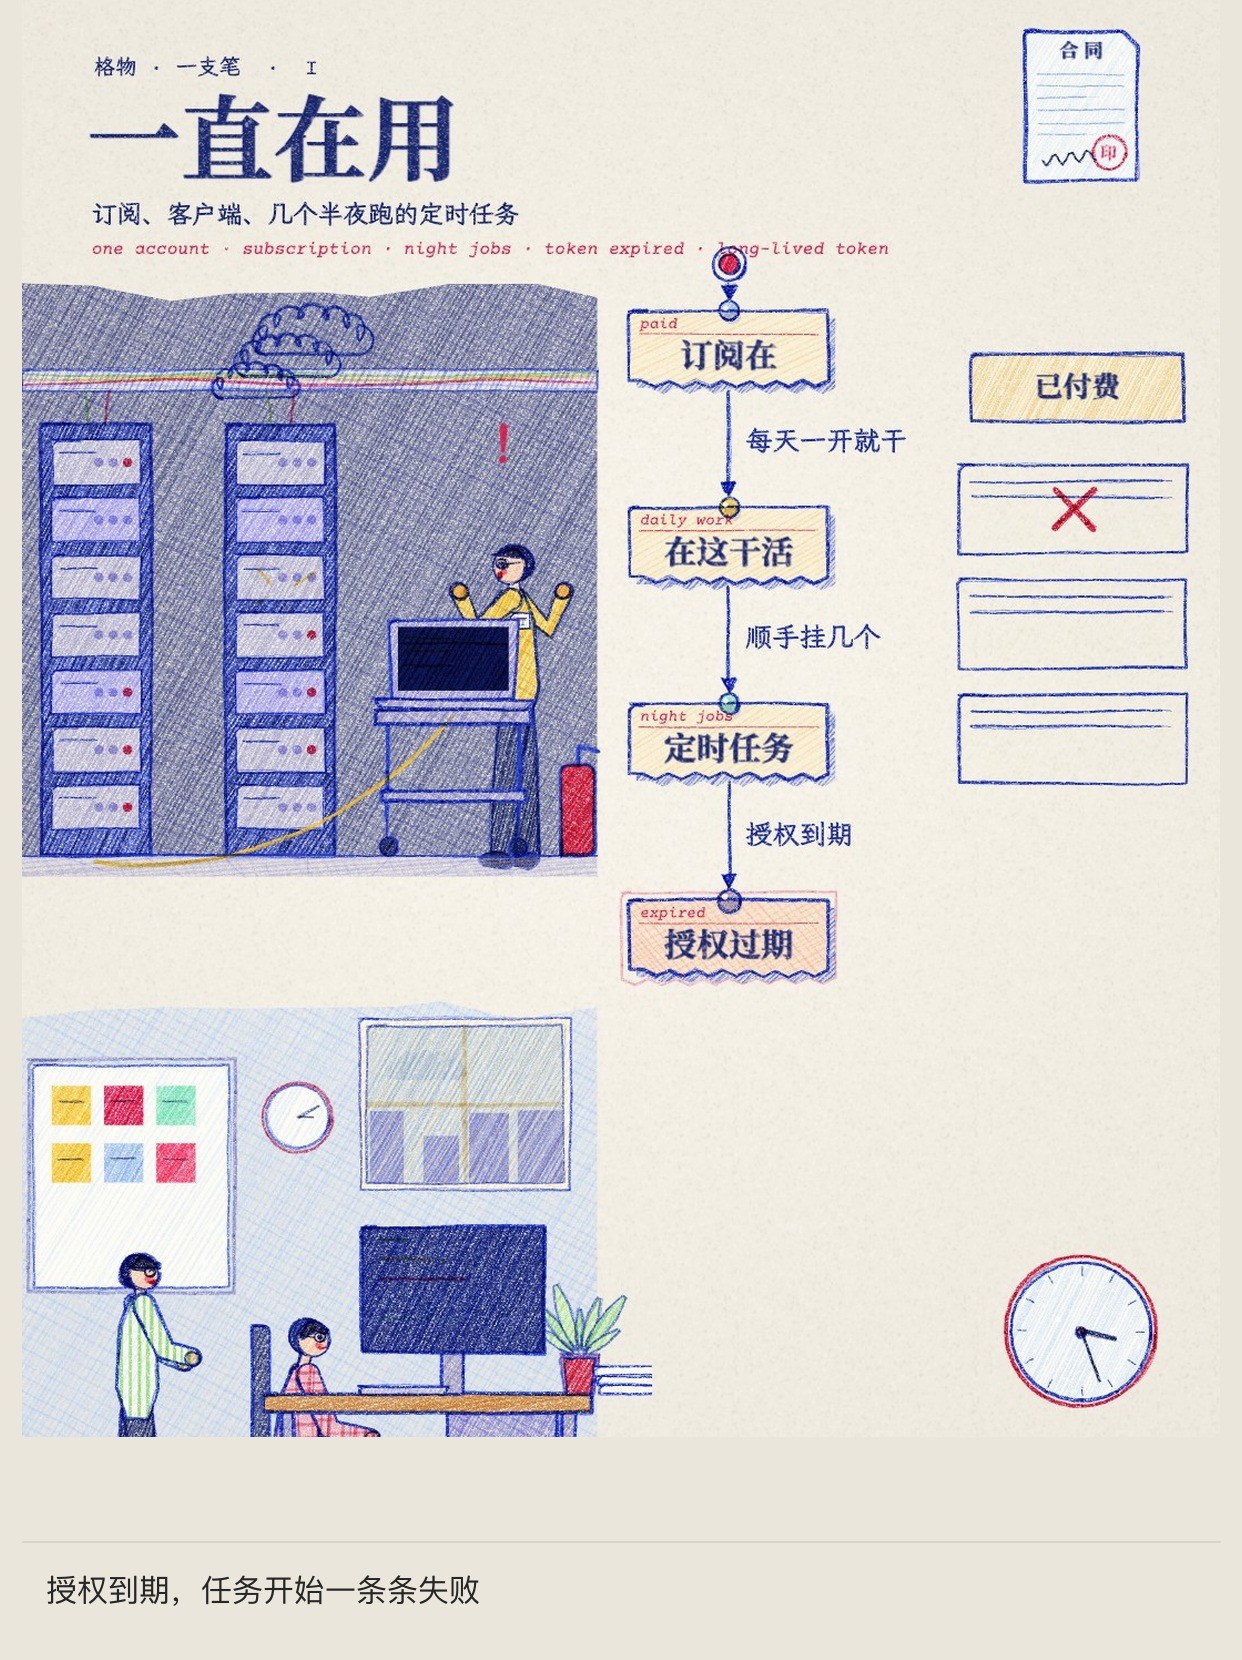 格物 · 一支笔 · I
一直在用
订阅、客户端、几个半夜跑的定时任务
one account · subscription · night jobs · token expired · long-lived token
合同
印
paid
订阅在
每天一开就干
daily work
在这干活
顺手挂几个
night jobs
定时任务
授权到期
expired
授权过期
已付费
!
授权到期，任务开始一条条失败